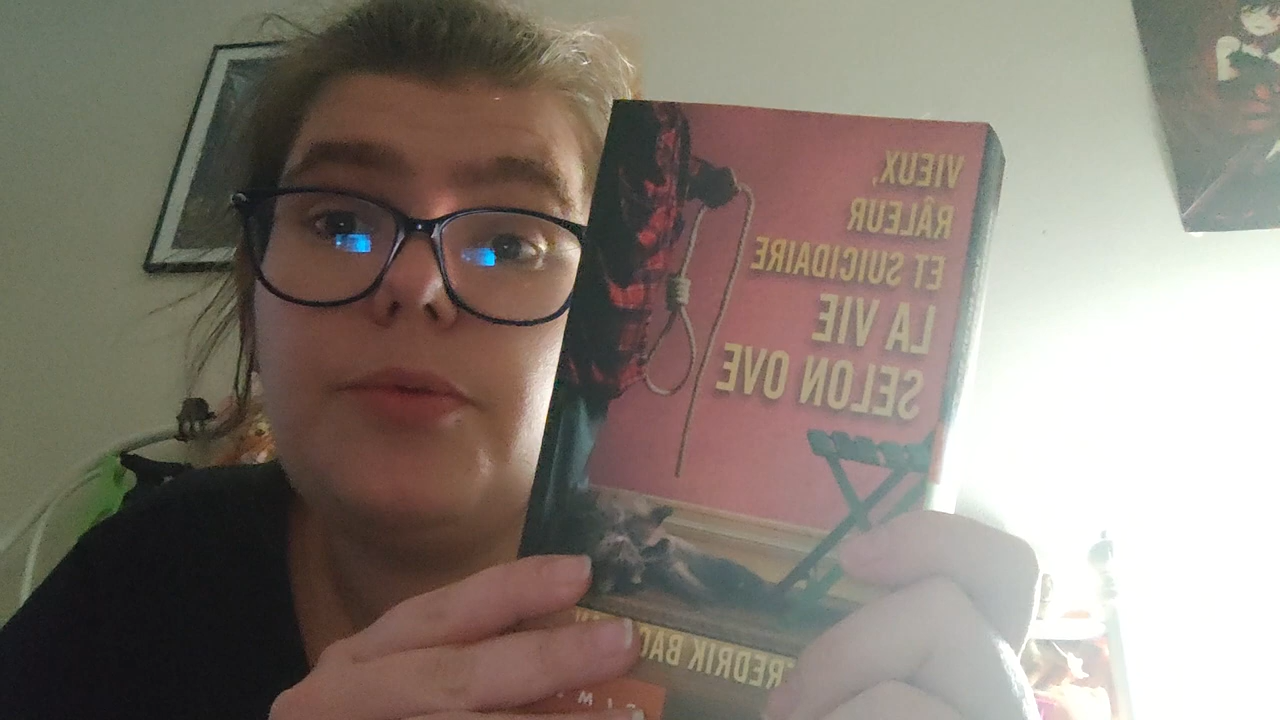 VIEUX,
RÂLEUR
ET SUICIDAIRE
LA VIE
SELON OVE
FREDRIK